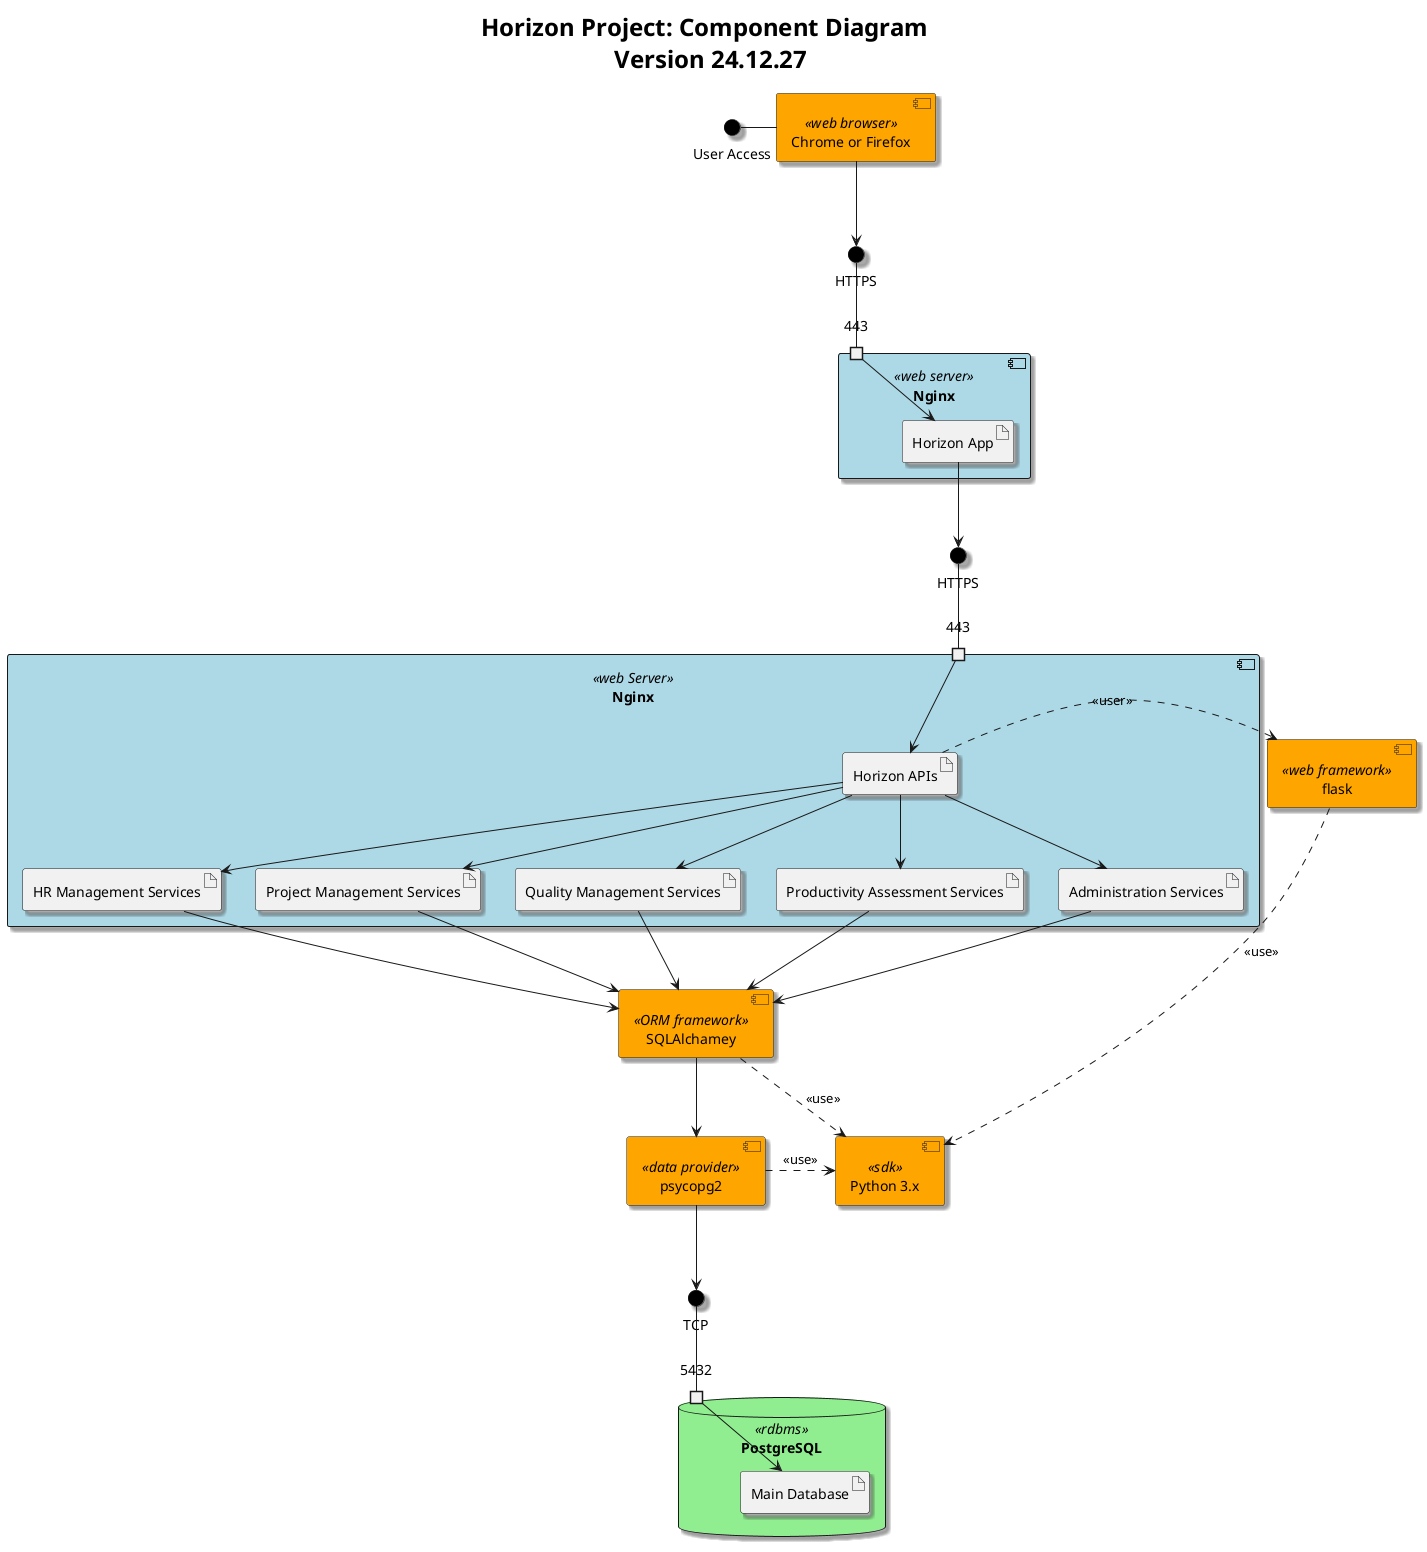 Horizon Project: Component Diagram
Version 24.12.27
«web browser»
Chrome or Firefox
User Access
HTTPS
443
«web server»
Nginx
Horizon App
HTTPS
443
«web Server»
Nginx
«user»
Horizon APIs
«web framework»
flask
HR Management Services
Project Management Services
Quality Management Services
Productivity Assessment Services
Administration Services
«use»
«ORM framework»
SQLAlchamey
«use»
«data provider»
psycopg2
«use»
«sdk»
Python 3.x
TCP
5432
«rdbms»
PostgreSQL
Main Database